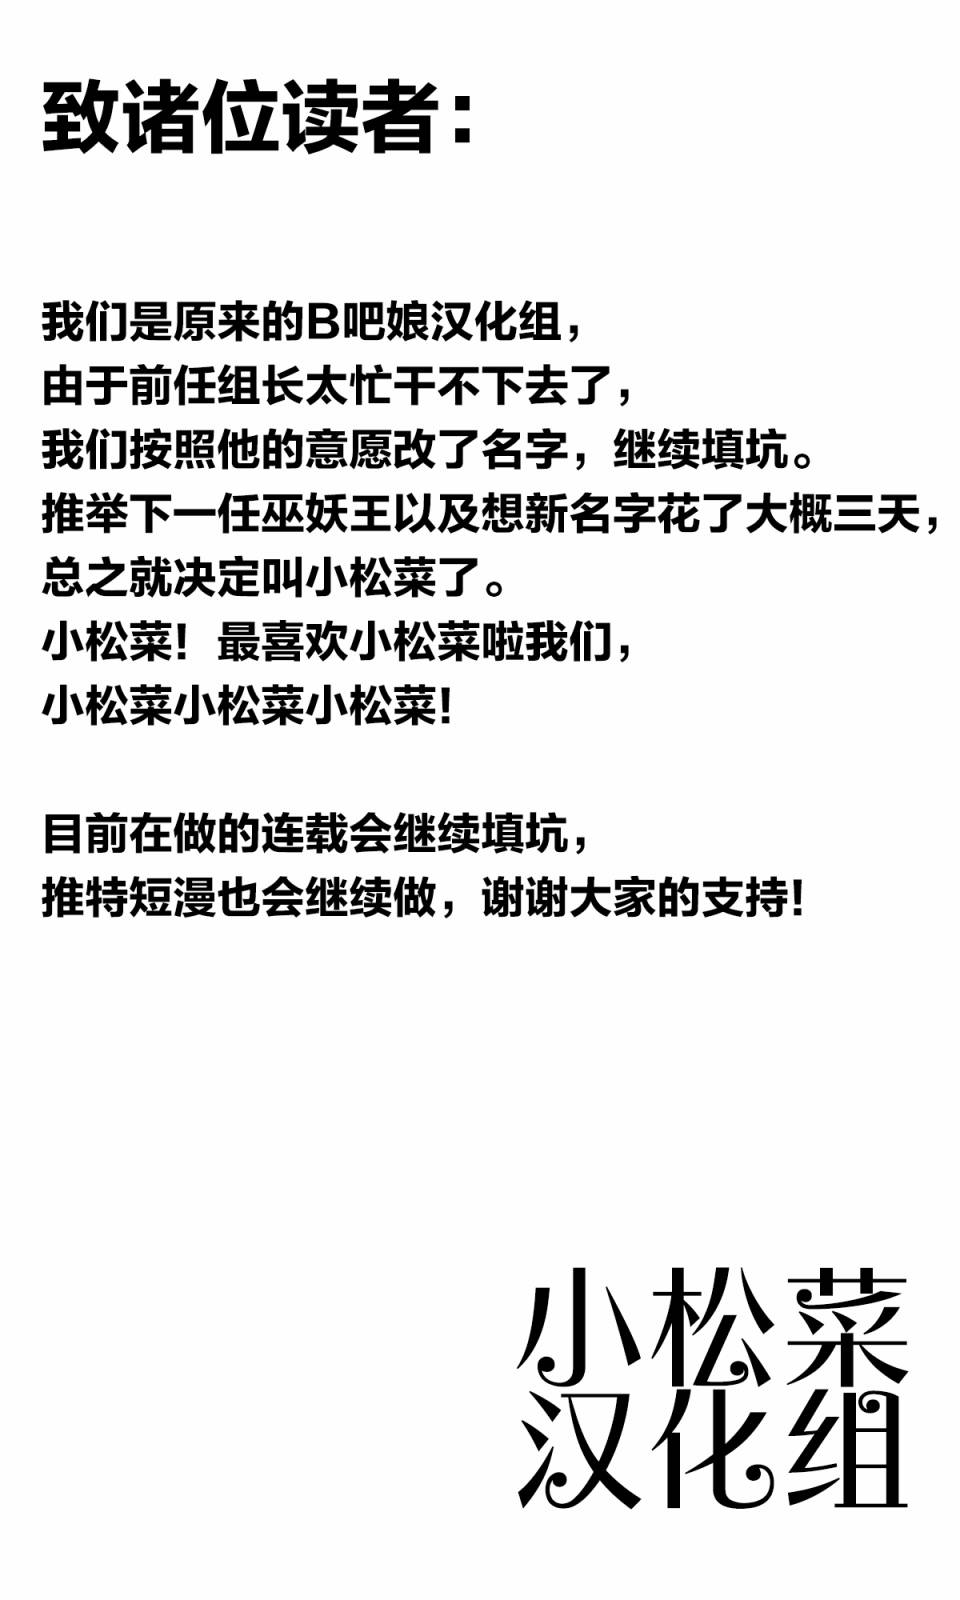 致诸位读者：
我们是原来的B吧娘汉化组，
由于前任组长太忙干不下去了，
我们按照他的意愿改了名字，继续填坑。
推举下一任巫妖王以及想新名字花了大概三天，
总之就决定叫小松菜了。
小松菜！最喜欢小松菜啦我们，
小松菜小松菜小松菜！
目前在做的连载会继续填坑，
推特短漫也会继续做，谢谢大家的支持！
小松菜
汉化组